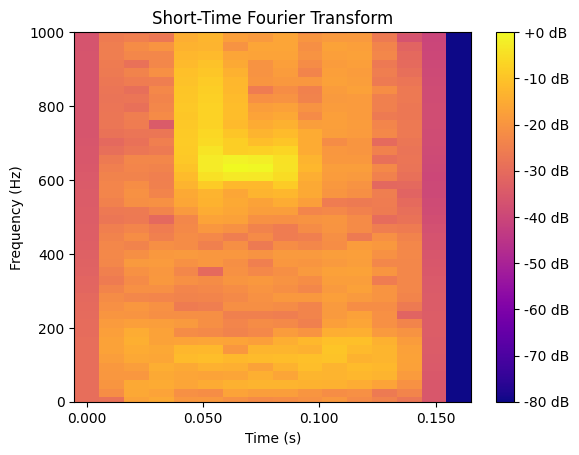 Short-Time Fourier Transform
1000
800
600
400
200
0
Frequency (Hz)
0.000
0.050
0.100
0.150
Time (s)
+0 dB
-10 dB
-20 dB
-30 dB
-40 dB
-50 dB
-60 dB
-70 dB
-80 dB